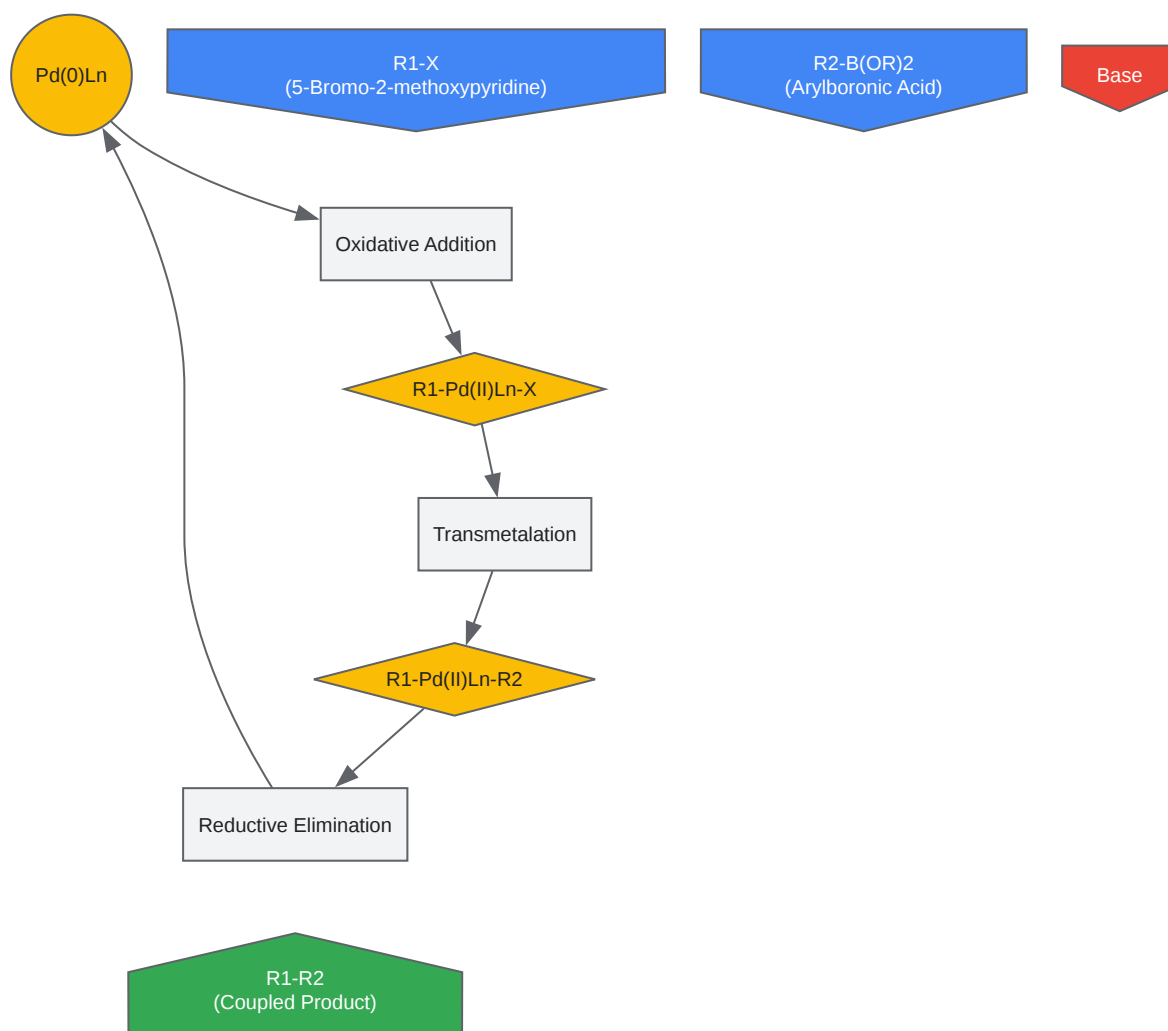 Pd(0)Ln
R1-X
(5-Bromo-2-methoxypyridine)
R2-B(OR)2
(Arylboronic Acid)
Base
Oxidative Addition
R1-Pd(II)Ln-X
Transmetalation
R1-Pd(II)Ln-R2
Reductive Elimination
R1-R2
(Coupled Product)